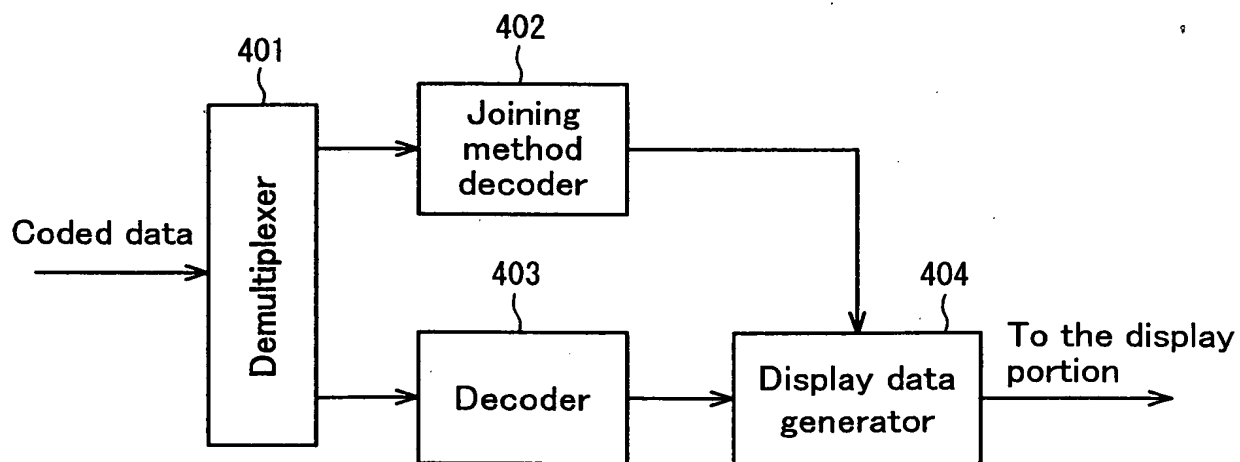 401
402
Joining
method
decoder
Coded data
Demultiplexer
403
Decoder
404
Display data
generator
To the display
portion